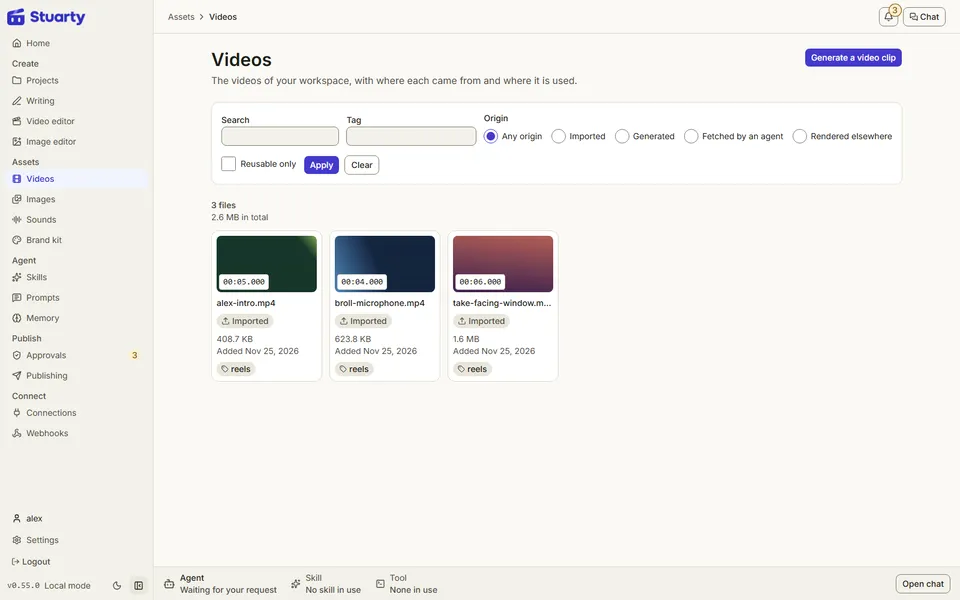 Stuarty
Assets > Videos
3
Chat
Home
Create
Projects
Writing
Video editor
Image editor
Assets
Videos
Images
Sounds
Brand kit
Agent
Skills
Prompts
Memory
Publish
Approvals 3
Publishing
Connect
Connections
Webhooks
alex
Settings
Logout
v0.55.0 Local mode
Videos
Generate a video clip
The videos of your workspace, with where each came from and where it is used.
Search
Tag
Origin
Any origin
Imported
Generated
Fetched by an agent
Rendered elsewhere
Reusable only
Apply
Clear
3 files
2.6 MB in total
00:05.000
alex-intro.mp4
Imported
408.7 KB
Added Nov 25, 2026
reels
00:04.000
broll-microphone.mp4
Imported
623.8 KB
Added Nov 25, 2026
reels
00:06.000
take-facing-window.m...
Imported
1.6 MB
Added Nov 25, 2026
reels
Agent
Waiting for your request
Skill
No skill in use
Tool
None in use
Open chat